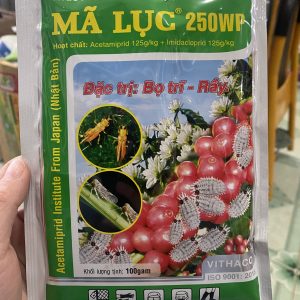 MÃ LỤC® 250WP
Hoạt chất: Acetamiprid 125g/kg + Imidacloprid 125g/kg
Đặc trị: Bọ trĩ - Rầy
Acetamiprid Institute From Japan (Nhật Bản)
Khối lượng tịnh: 100gam
VITHACO
ISO 9001: